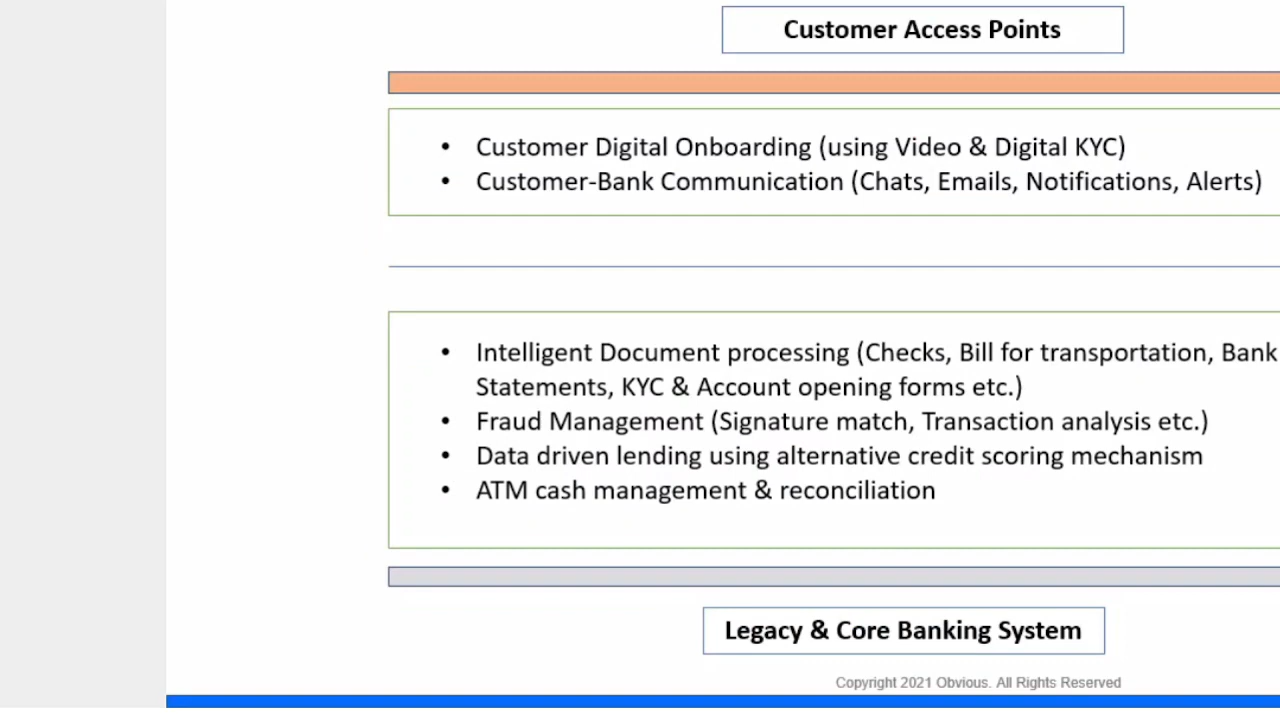 Customer Access Points
• Customer Digital Onboarding (using Video & Digital KYC)
• Customer-Bank Communication (Chats, Emails, Notifications, Alerts)
• Intelligent Document processing (Checks, Bill for transportation, Bank
Statements, KYC & Account opening forms etc.)
• Fraud Management (Signature match, Transaction analysis etc.)
• Data driven lending using alternative credit scoring mechanism
• ATM cash management & reconciliation
Legacy & Core Banking System
Copyright 2021 Obvious. All Rights Reserved